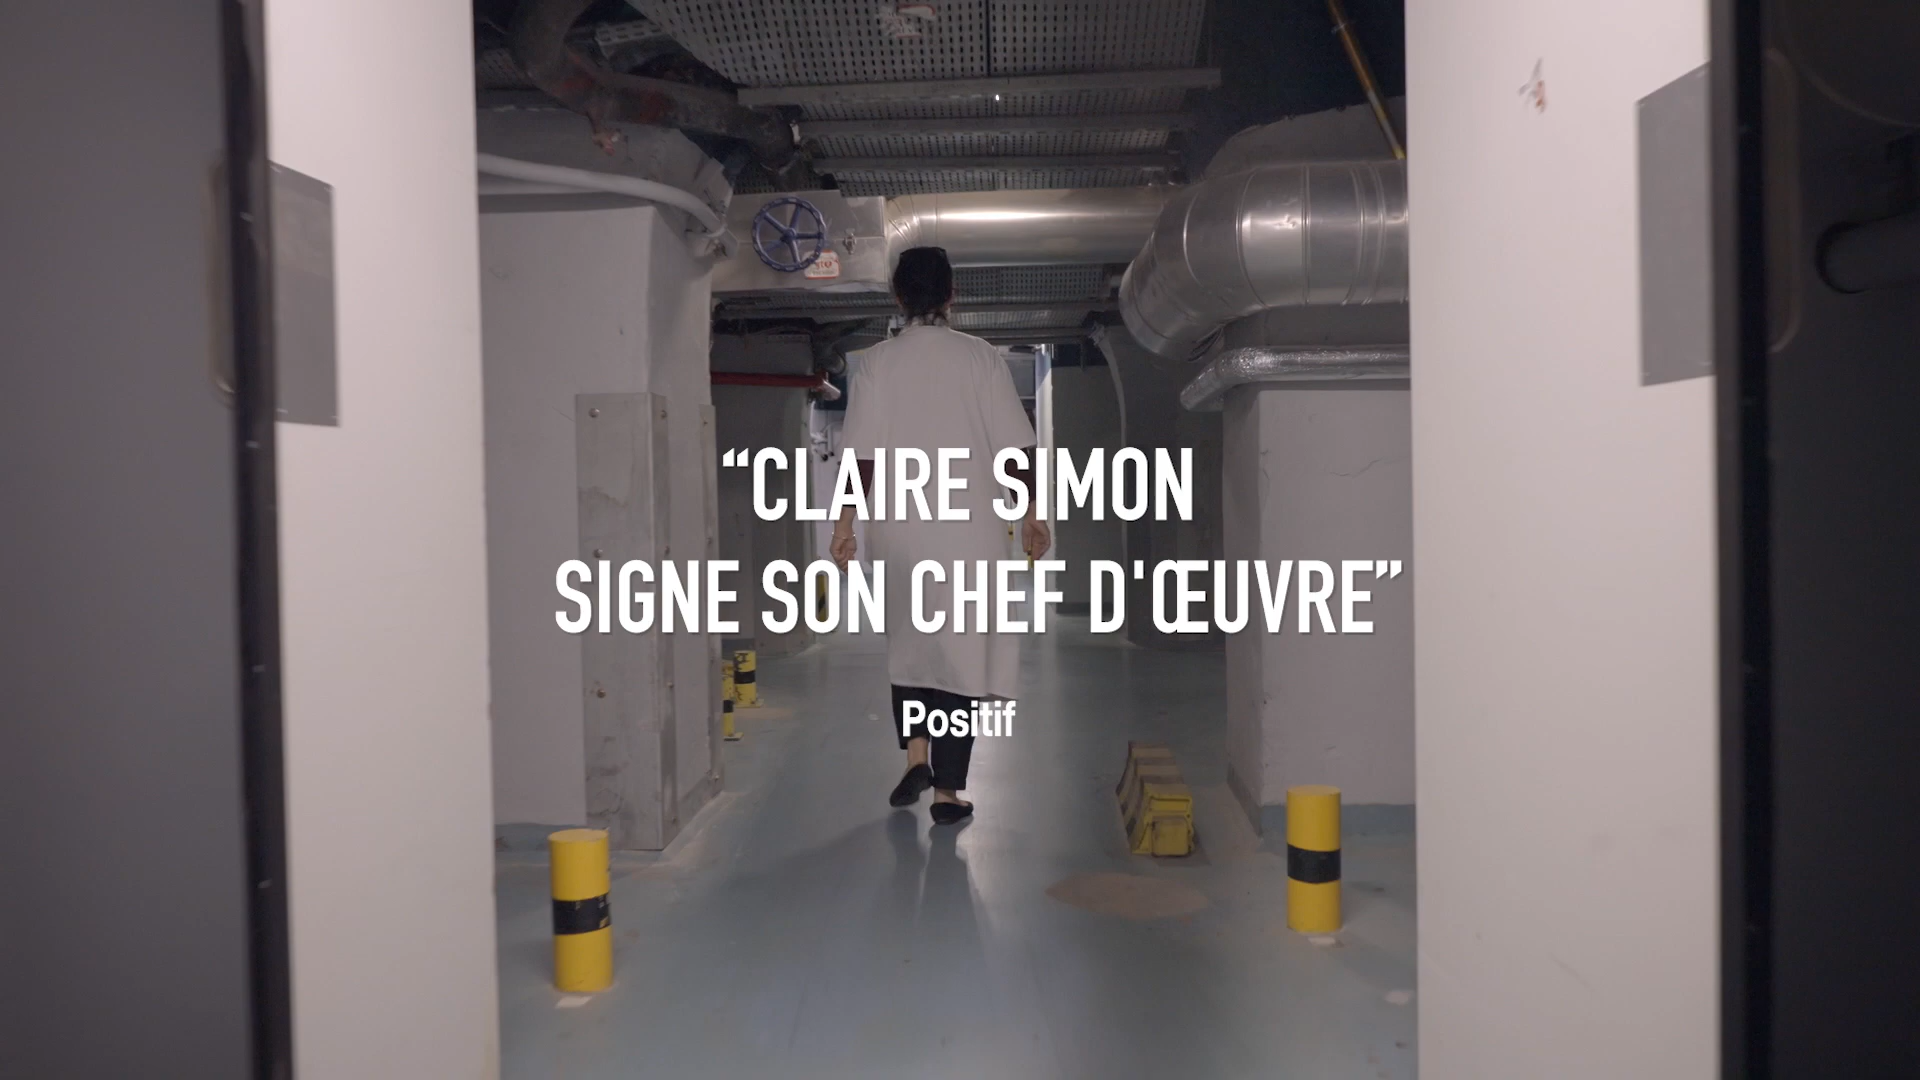 “CLAIRE SIMON
SIGNE SON CHEF D'ŒUVRE”
Positif